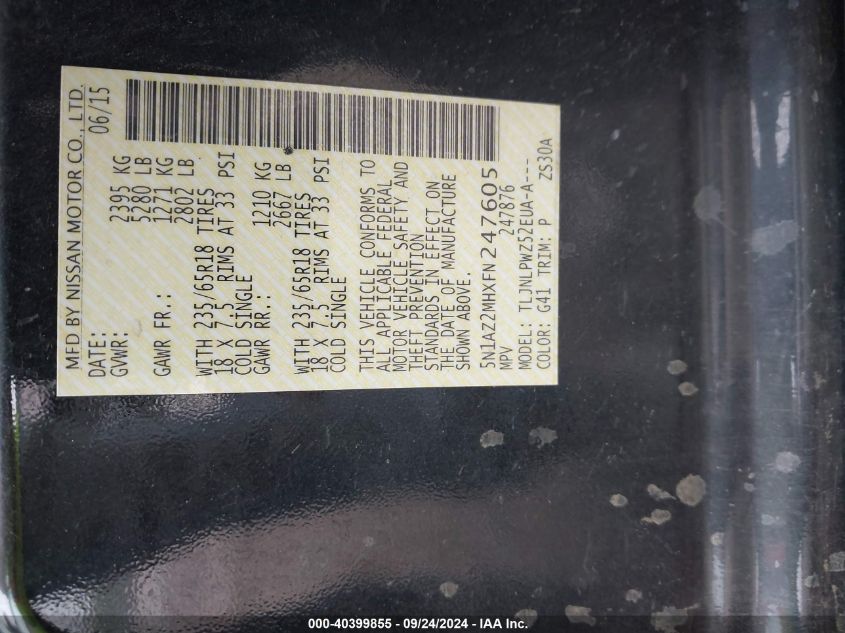 MFD BY NISSAN MOTOR CO., LTD.
DATE: 06/15
GVWR: 2395 KG
5280 LB
GAWR FR.: 1271 KG
2802 LB
WITH 235/65R18 TIRES
18 X 7.5 RIMS AT 33 PSI
COLD SINGLE
GAWR RR.: 1210 KG
2667 LB
WITH 235/65R18 TIRES
18 X 7.5 RIMS AT 33 PSI
COLD SINGLE
THIS VEHICLE CONFORMS TO
ALL APPLICABLE FEDERAL
MOTOR VEHICLE SAFETY AND
THEFT PREVENTION
STANDARDS IN EFFECT ON
THE DATE OF MANUFACTURE
SHOWN ABOVE.
5N1AZ2MHXFN247605
MPV 247876
MODEL: TLJNLPWZ52EUA-A---
COLOR: G41 TRIM: P ZS30A
000-40399855 - 09/24/2024 - IAA Inc.